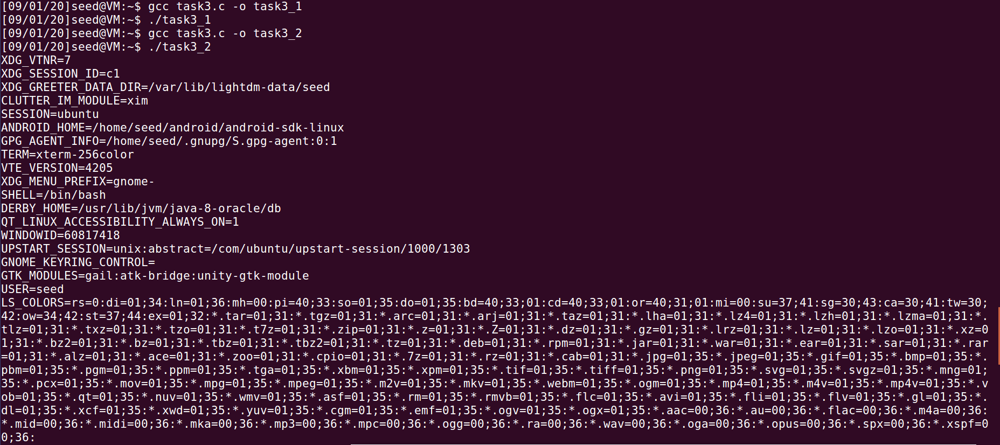 [09/01/20]seed@VM:~$ gcc task3.c -o task3_1
[09/01/20]seed@VM:~$ ./task3_1
[09/01/20]seed@VM:~$ gcc task3.c -o task3_2
[09/01/20]seed@VM:~$ ./task3_2
XDG_VTNR=7
XDG_SESSION_ID=c1
XDG_GREETER_DATA_DIR=/var/lib/lightdm-data/seed
CLUTTER_IM_MODULE=xim
SESSION=ubuntu
ANDROID_HOME=/home/seed/android/android-sdk-linux
GPG_AGENT_INFO=/home/seed/.gnupg/S.gpg-agent:0:1
TERM=xterm-256color
VTE_VERSION=4205
XDG_MENU_PREFIX=gnome-
SHELL=/bin/bash
DERBY_HOME=/usr/lib/jvm/java-8-oracle/db
QT_LINUX_ACCESSIBILITY_ALWAYS_ON=1
WINDOWID=60817418
UPSTART_SESSION=unix:abstract=/com/ubuntu/upstart-session/1000/1303
GNOME_KEYRING_CONTROL=
GTK_MODULES=gail:atk-bridge:unity-gtk-module
USER=seed
LS_COLORS=rs=0:di=01;34:ln=01;36:mh=00:pi=40;33:so=01;35:do=01;35:bd=40;33;01:cd=40;33;01:or=40;31;01:mi=00:su=37;41:sg=30;43:ca=30;41:tw=30;
42:ow=34;42:st=37;44:ex=01;32:*.tar=01;31:*.tgz=01;31:*.arc=01;31:*.arj=01;31:*.taz=01;31:*.lha=01;31:*.lz4=01;31:*.lzh=01;31:*.lzma=01;31:*.
tlz=01;31:*.txz=01;31:*.tzo=01;31:*.t7z=01;31:*.zip=01;31:*.z=01;31:*.Z=01;31:*.dz=01;31:*.gz=01;31:*.lrz=01;31:*.lz=01;31:*.lzo=01;31:*.xz=0
1;31:*.bz2=01;31:*.bz=01;31:*.tbz=01;31:*.tbz2=01;31:*.tz=01;31:*.deb=01;31:*.rpm=01;31:*.jar=01;31:*.war=01;31:*.ear=01;31:*.sar=01;31:*.rar
=01;31:*.alz=01;31:*.ace=01;31:*.zoo=01;31:*.cpio=01;31:*.7z=01;31:*.rz=01;31:*.cab=01;31:*.jpg=01;35:*.jpeg=01;35:*.gif=01;35:*.bmp=01;35:*.
pbm=01;35:*.pgm=01;35:*.ppm=01;35:*.tga=01;35:*.xbm=01;35:*.xpm=01;35:*.tif=01;35:*.tiff=01;35:*.png=01;35:*.svg=01;35:*.svgz=01;35:*.mng=01;
35:*.pcx=01;35:*.mov=01;35:*.mpg=01;35:*.mpeg=01;35:*.m2v=01;35:*.mkv=01;35:*.webm=01;35:*.ogm=01;35:*.mp4=01;35:*.m4v=01;35:*.mp4v=01;35:*.v
ob=01;35:*.qt=01;35:*.nuv=01;35:*.wmv=01;35:*.asf=01;35:*.rm=01;35:*.rmvb=01;35:*.flc=01;35:*.avi=01;35:*.fli=01;35:*.flv=01;35:*.gl=01;35:*.
dl=01;35:*.xcf=01;35:*.xwd=01;35:*.yuv=01;35:*.cgm=01;35:*.emf=01;35:*.ogv=01;35:*.ogx=01;35:*.aac=00;36:*.au=00;36:*.flac=00;36:*.m4a=00;36:
*.mid=00;36:*.midi=00;36:*.mka=00;36:*.mp3=00;36:*.mpc=00;36:*.ogg=00;36:*.ra=00;36:*.wav=00;36:*.oga=00;36:*.opus=00;36:*.spx=00;36:*.xspf=0
0;36: